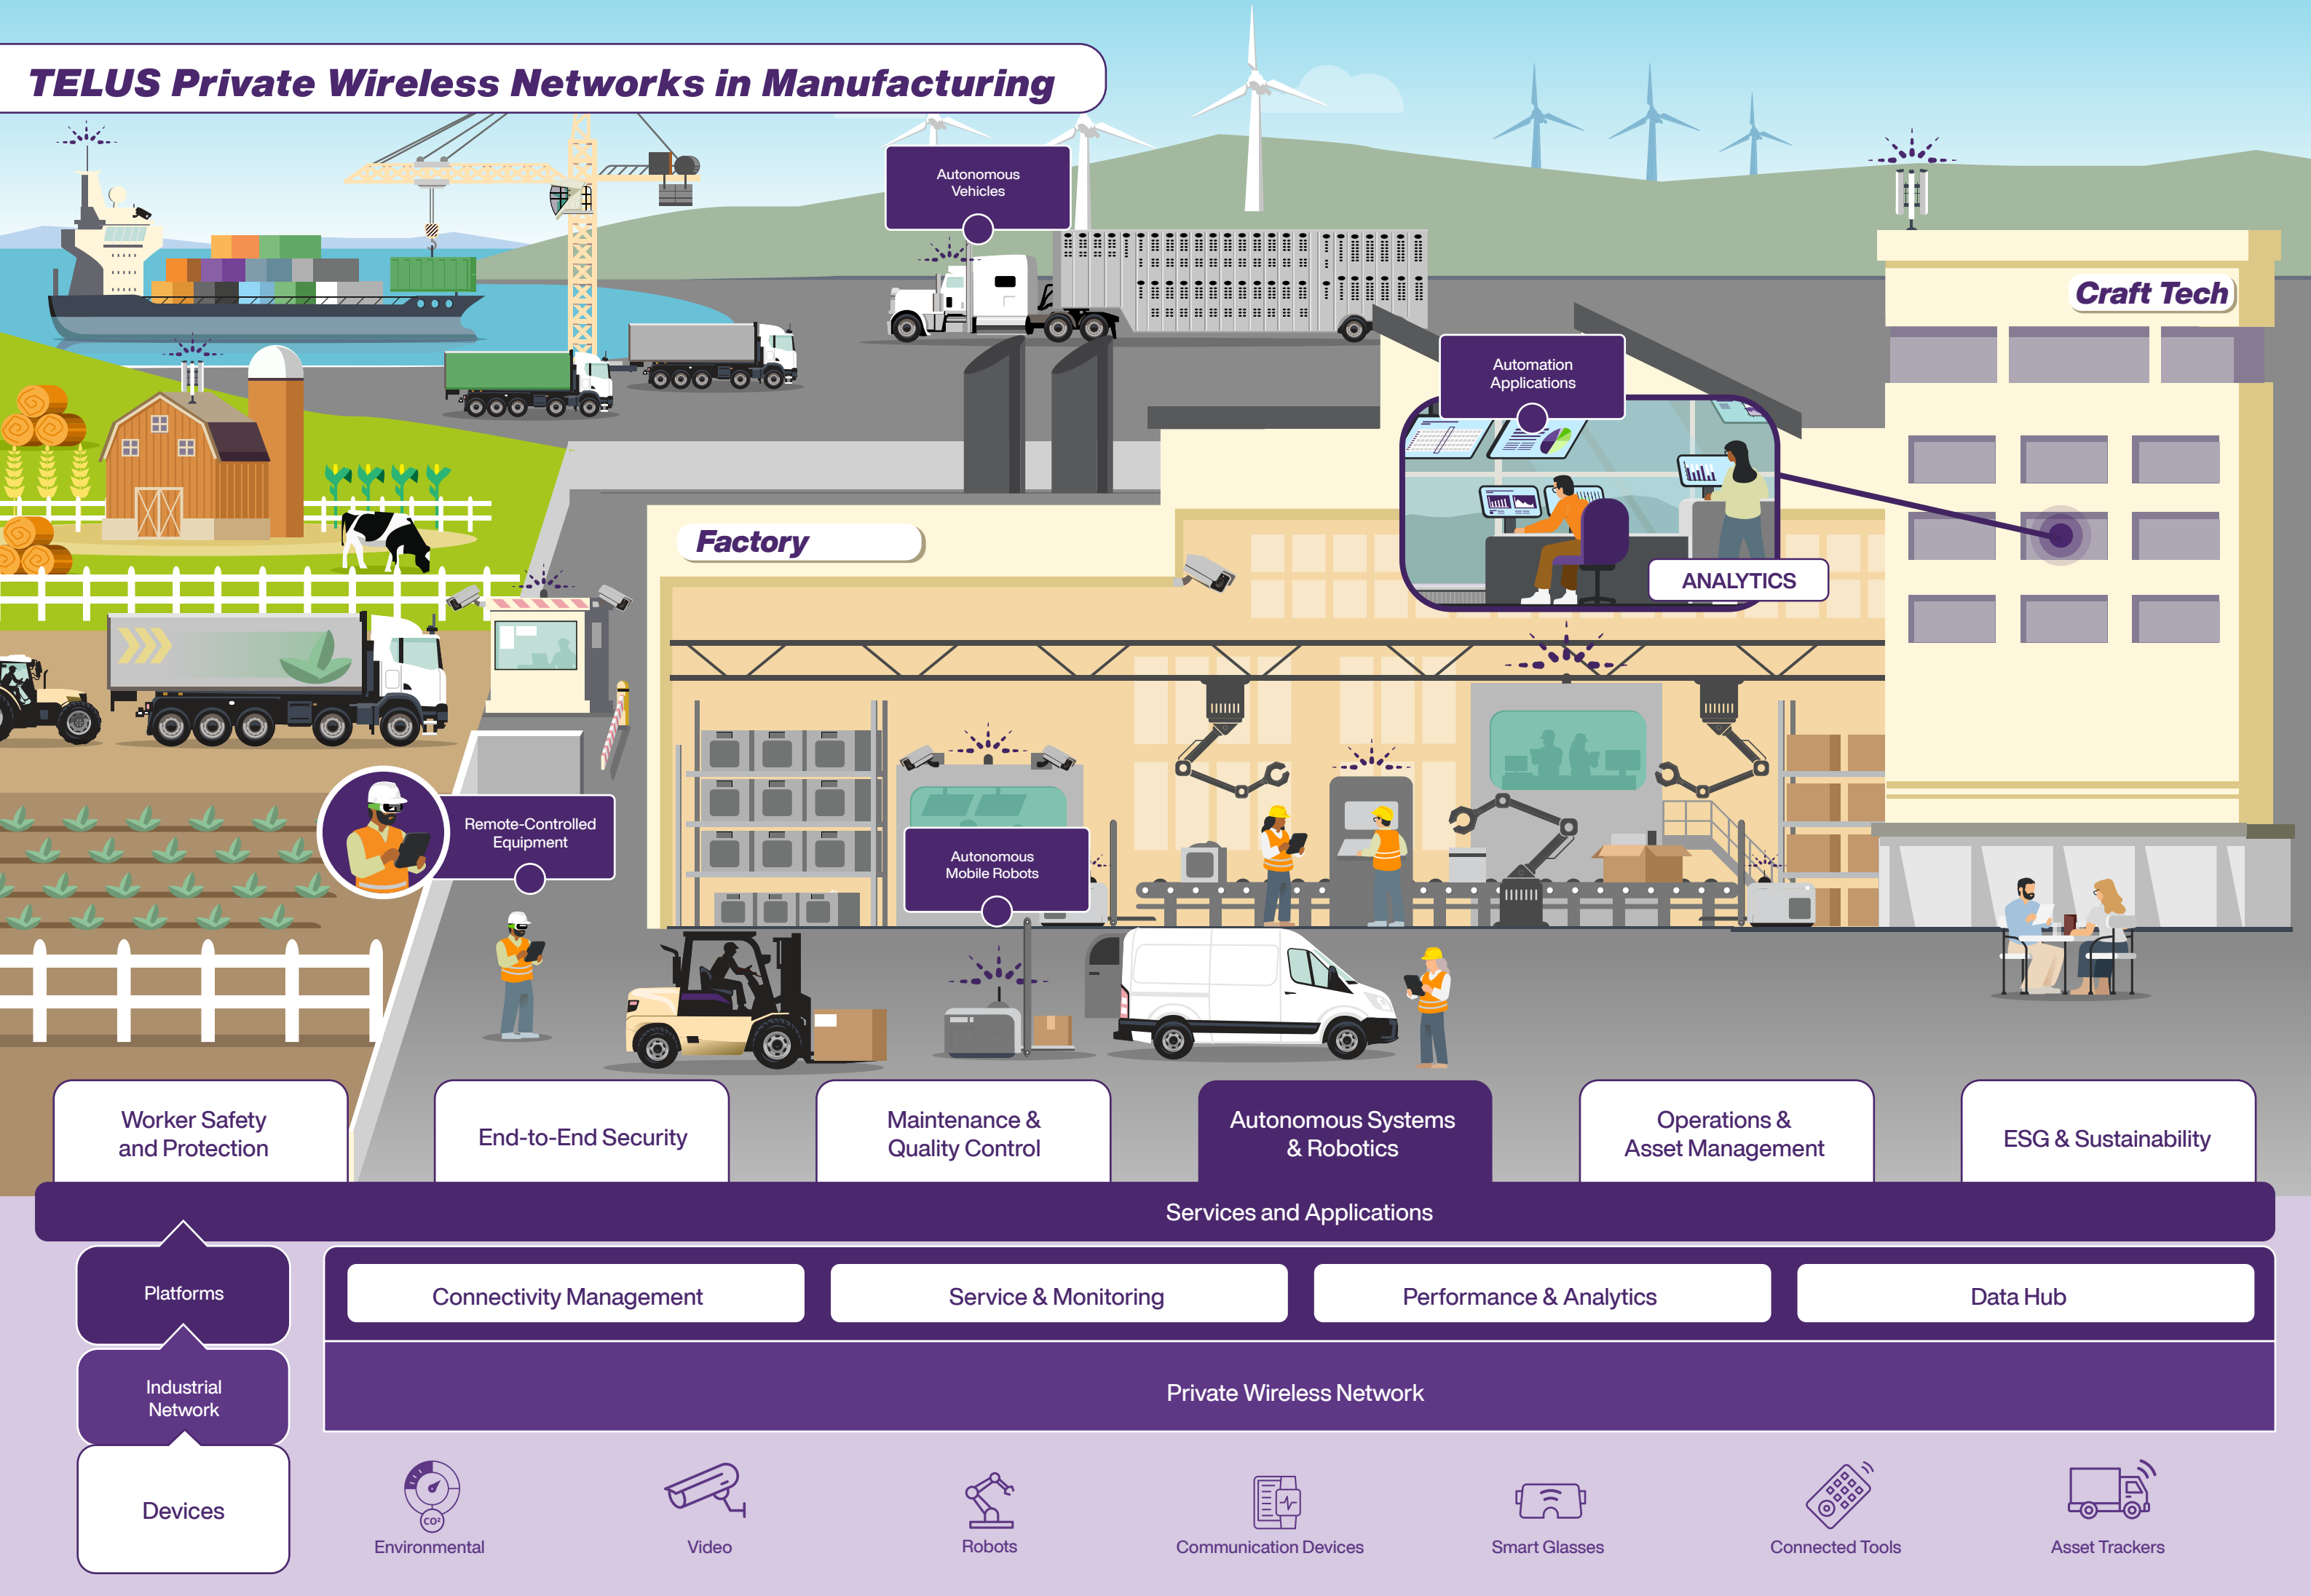 TELUS Private Wireless Networks in Manufacturing
Autonomous
Vehicles
Craft Tech
Automation
Applications
Factory
ANALYTICS
Remote-Controlled
Equipment
Autonomous
Mobile Robots
Worker Safety
and Protection
End-to-End Security
Maintenance &
Quality Control
Autonomous Systems
& Robotics
Operations &
Asset Management
ESG & Sustainability
Services and Applications
Platforms
Connectivity Management
Service & Monitoring
Performance & Analytics
Data Hub
Industrial
Network
Private Wireless Network
Devices
CO²
Environmental
Video
Robots
Communication Devices
Smart Glasses
Connected Tools
Asset Trackers